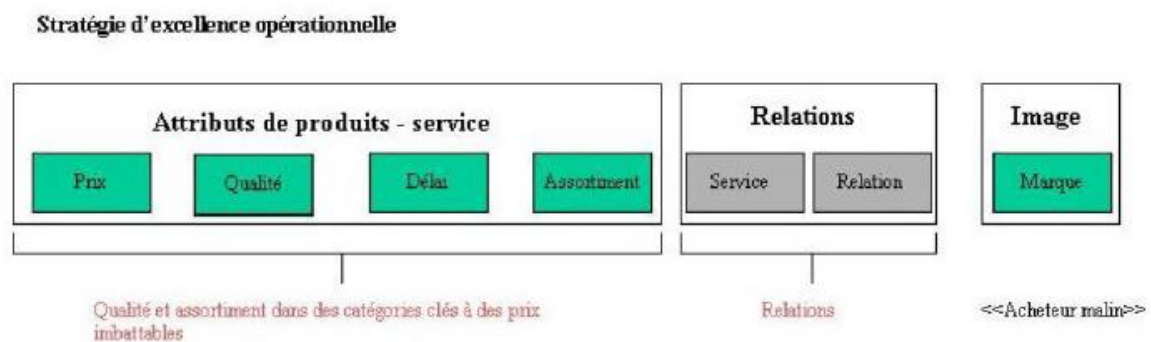 Stratégie d'excellence opérationnelle
Attributs de produits - service
Relations
Image
Prix
Qualité
Délai
Assortiment
Service
Relation
Marque
Qualité et assortiment dans des catégories clés à des prix
imbattables
Relations
<<Acheteur malin>>